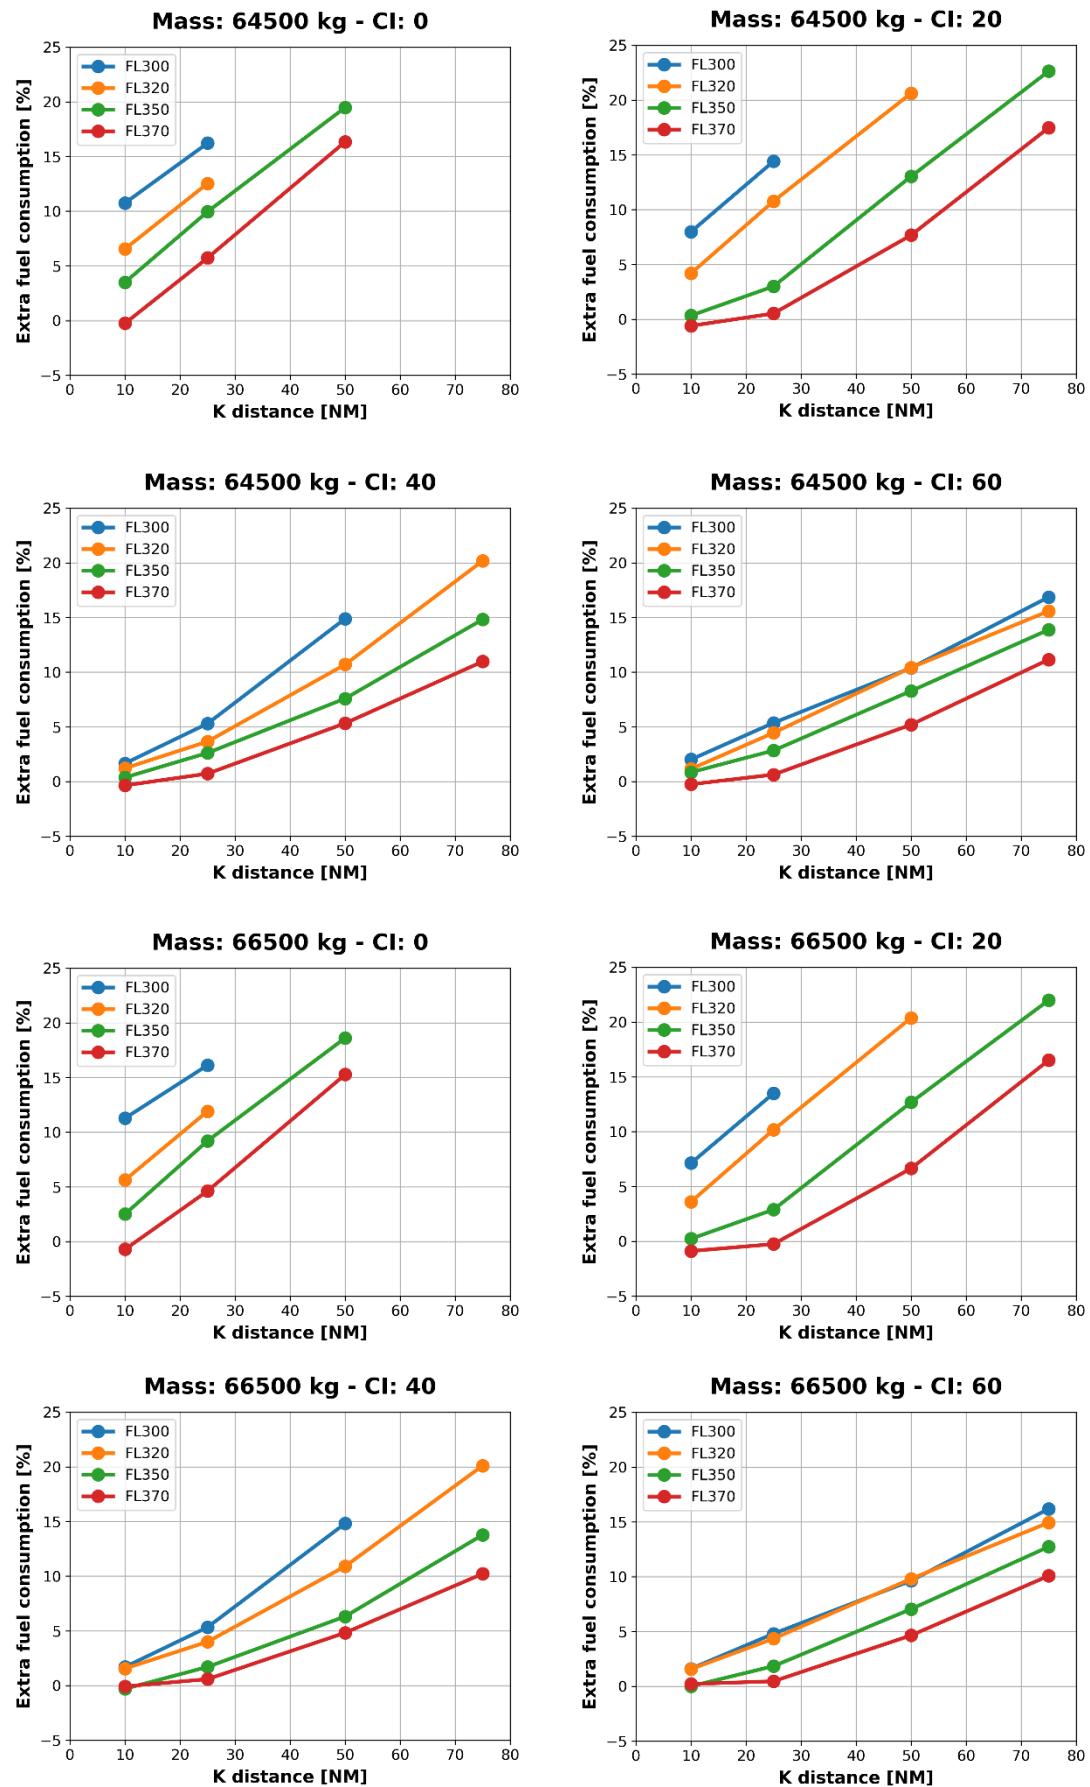 Mass: 64500 kg - CI: 0
Extra fuel consumption [%]
25
20
15
10
5
0
−5
FL300
FL320
FL350
FL370
0 10 20 30 40 50 60 70 80
K distance [NM]
Mass: 64500 kg - CI: 20
Extra fuel consumption [%]
25
20
15
10
5
0
−5
FL300
FL320
FL350
FL370
0 10 20 30 40 50 60 70 80
K distance [NM]
Mass: 64500 kg - CI: 40
Extra fuel consumption [%]
25
20
15
10
5
0
−5
FL300
FL320
FL350
FL370
0 10 20 30 40 50 60 70 80
K distance [NM]
Mass: 64500 kg - CI: 60
Extra fuel consumption [%]
25
20
15
10
5
0
−5
FL300
FL320
FL350
FL370
0 10 20 30 40 50 60 70 80
K distance [NM]
Mass: 66500 kg - CI: 0
Extra fuel consumption [%]
25
20
15
10
5
0
−5
FL300
FL320
FL350
FL370
0 10 20 30 40 50 60 70 80
K distance [NM]
Mass: 66500 kg - CI: 20
Extra fuel consumption [%]
25
20
15
10
5
0
−5
FL300
FL320
FL350
FL370
0 10 20 30 40 50 60 70 80
K distance [NM]
Mass: 66500 kg - CI: 40
Extra fuel consumption [%]
25
20
15
10
5
0
−5
FL300
FL320
FL350
FL370
0 10 20 30 40 50 60 70 80
K distance [NM]
Mass: 66500 kg - CI: 60
Extra fuel consumption [%]
25
20
15
10
5
0
−5
FL300
FL320
FL350
FL370
0 10 20 30 40 50 60 70 80
K distance [NM]